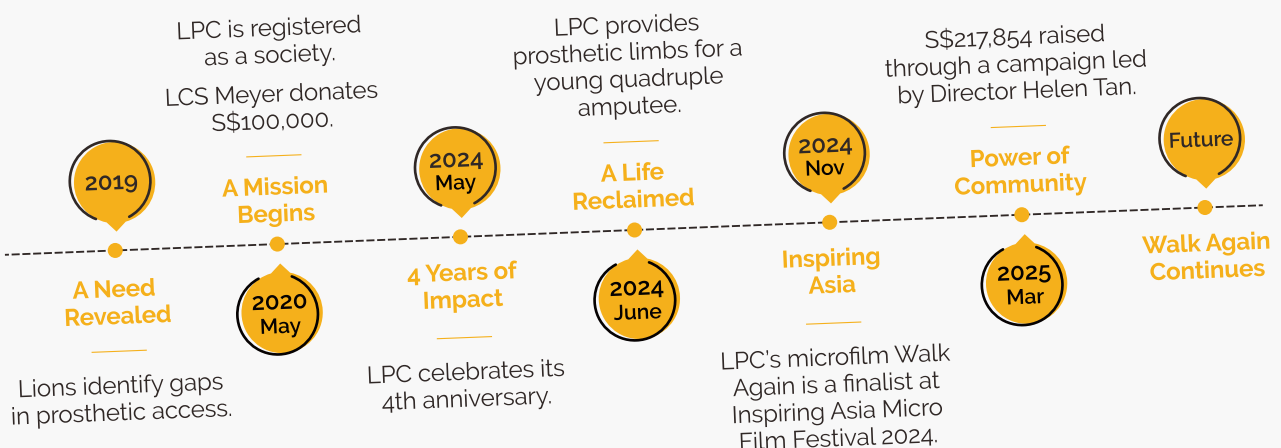 2019
A Need
Revealed
Lions identify gaps
in prosthetic access.
LPC is registered
as a society.
LCS Meyer donates
S$100,000.
A Mission
Begins
2020
May
2024
May
4 Years of
Impact
LPC celebrates its
4th anniversary.
LPC provides
prosthetic limbs for a
young quadruple
amputee.
A Life
Reclaimed
2024
June
2024
Nov
Inspiring
Asia
LPC's microfilm Walk
Again is a finalist at
Inspiring Asia Micro
Film Festival 2024.
S$217,854 raised
through a campaign led
by Director Helen Tan.
Power of
Community
2025
Mar
Future
Walk Again
Continues